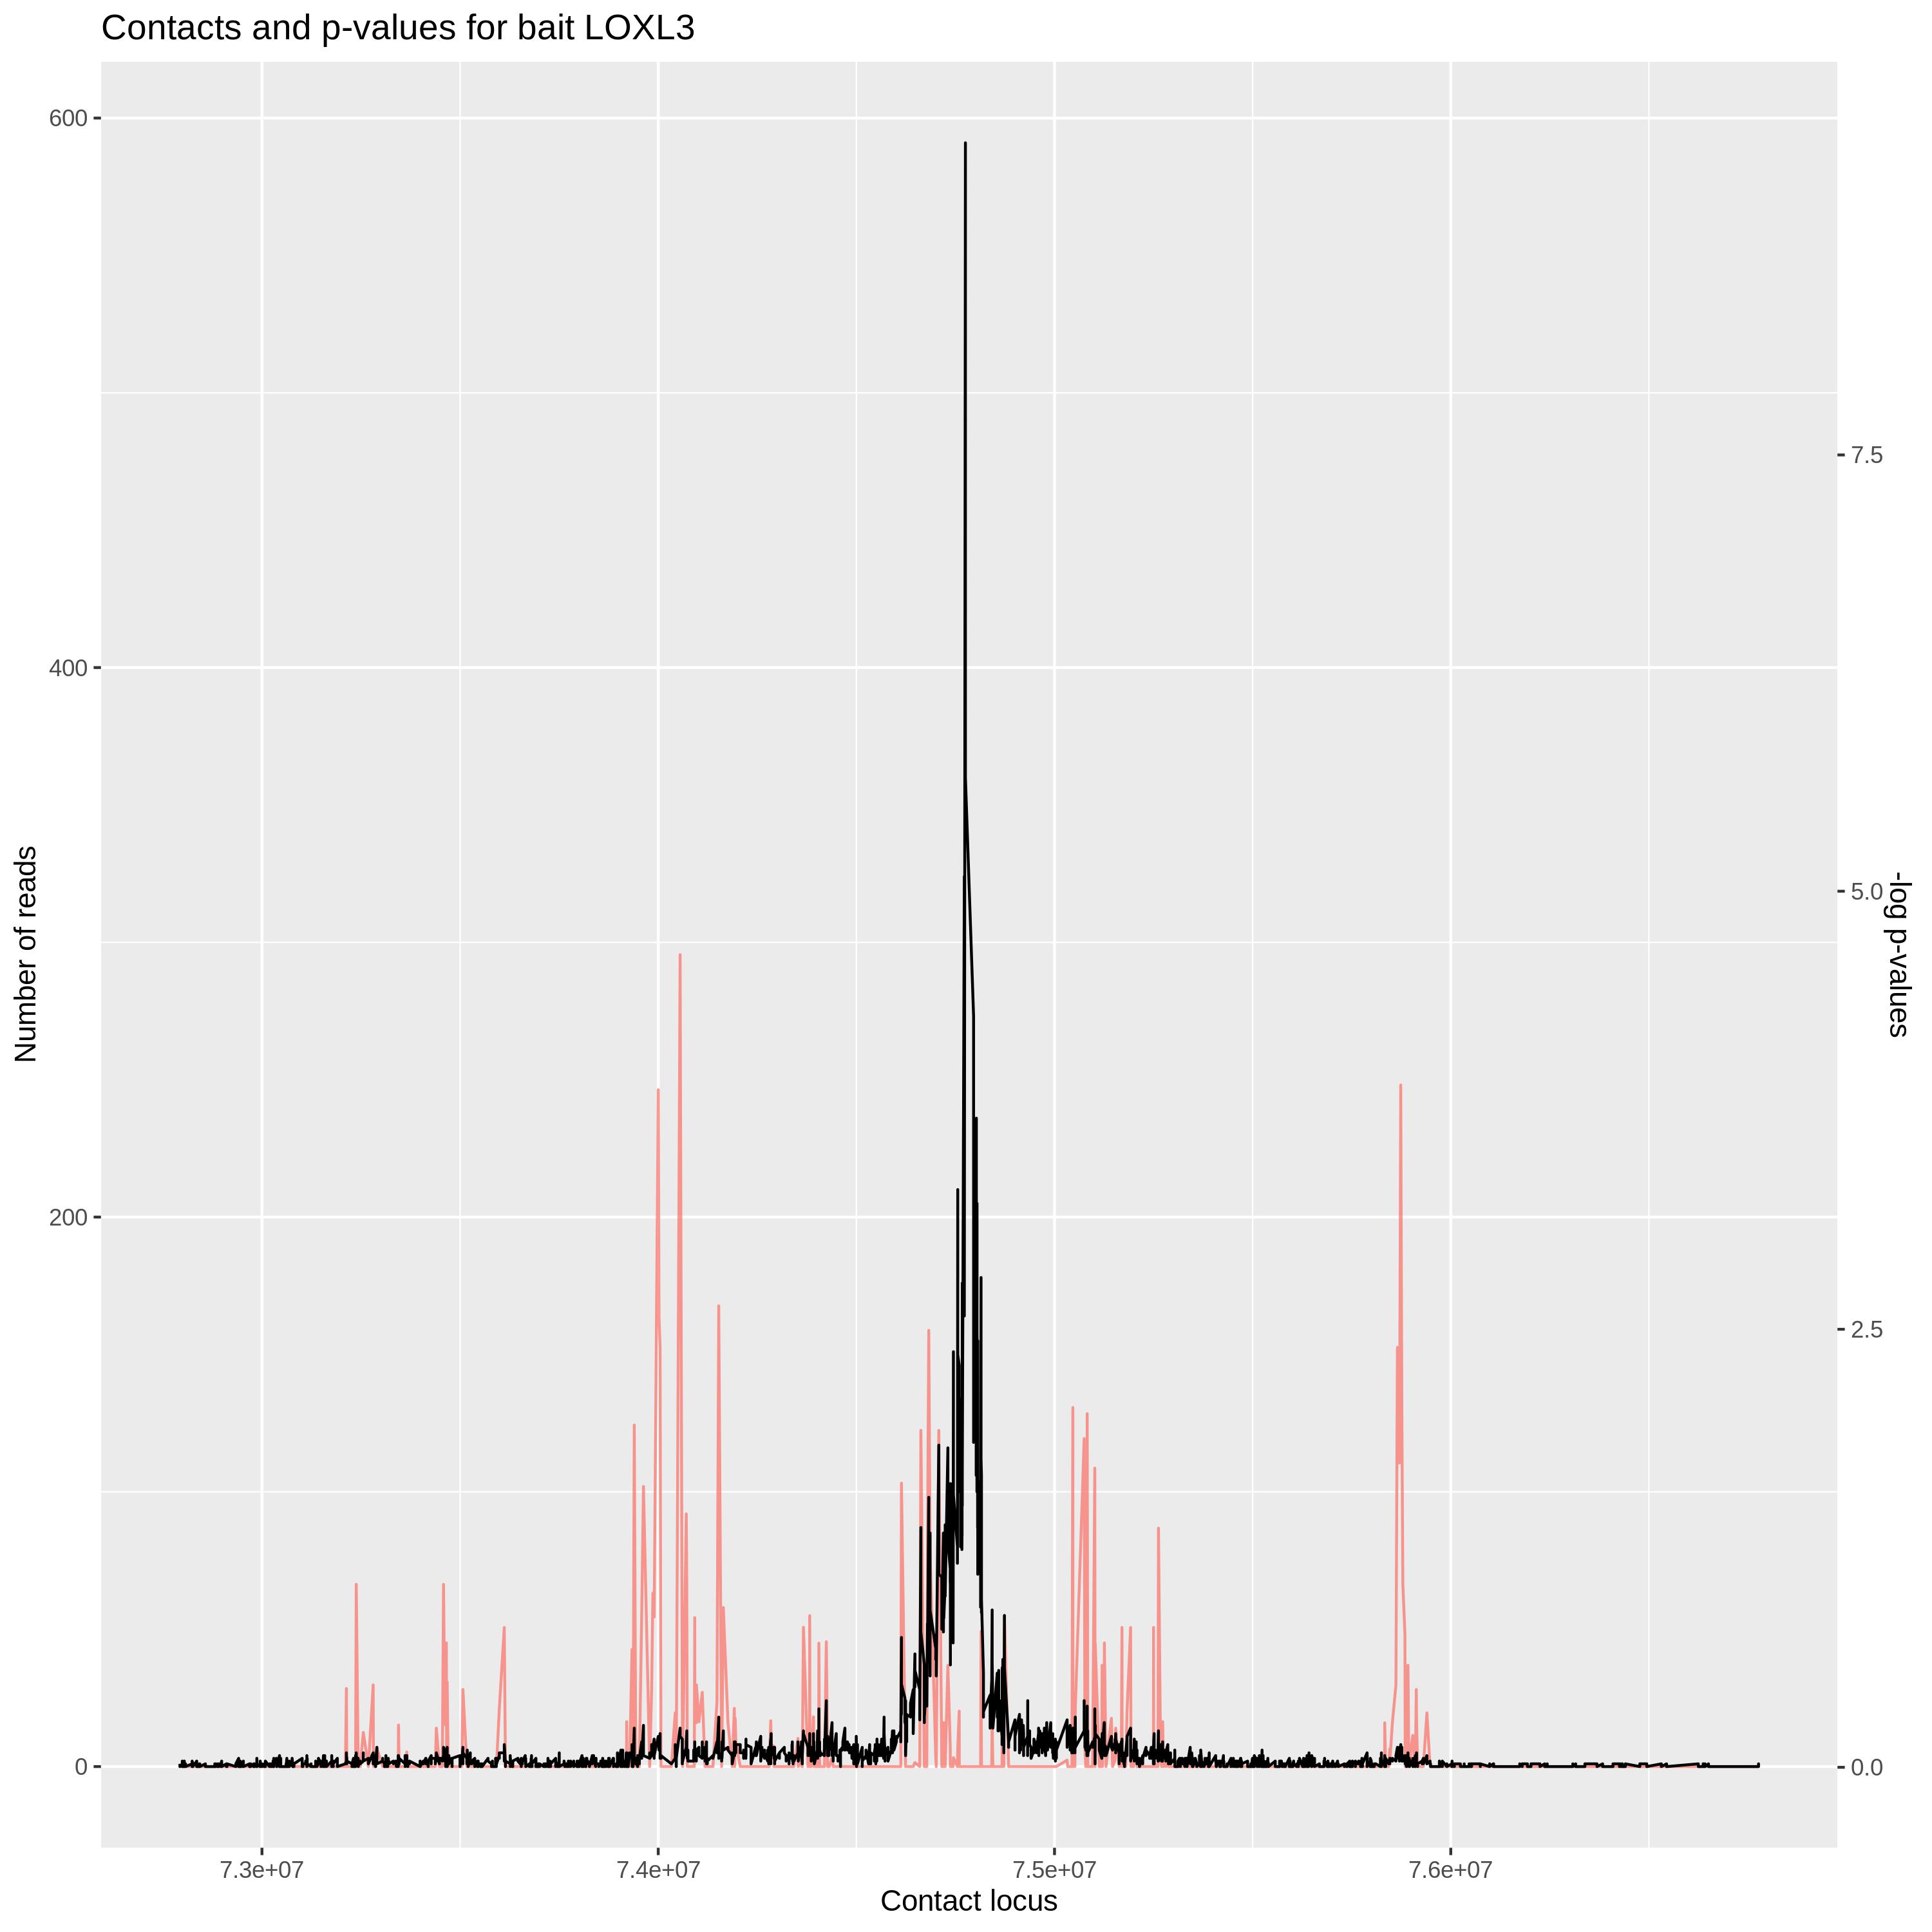 Contacts and p-values for bait LOXL3
600
400
200
0
7.5
5.0
2.5
0.0
Number of reads
-log p-values
7.3e+07
7.4e+07
7.5e+07
7.6e+07
Contact locus